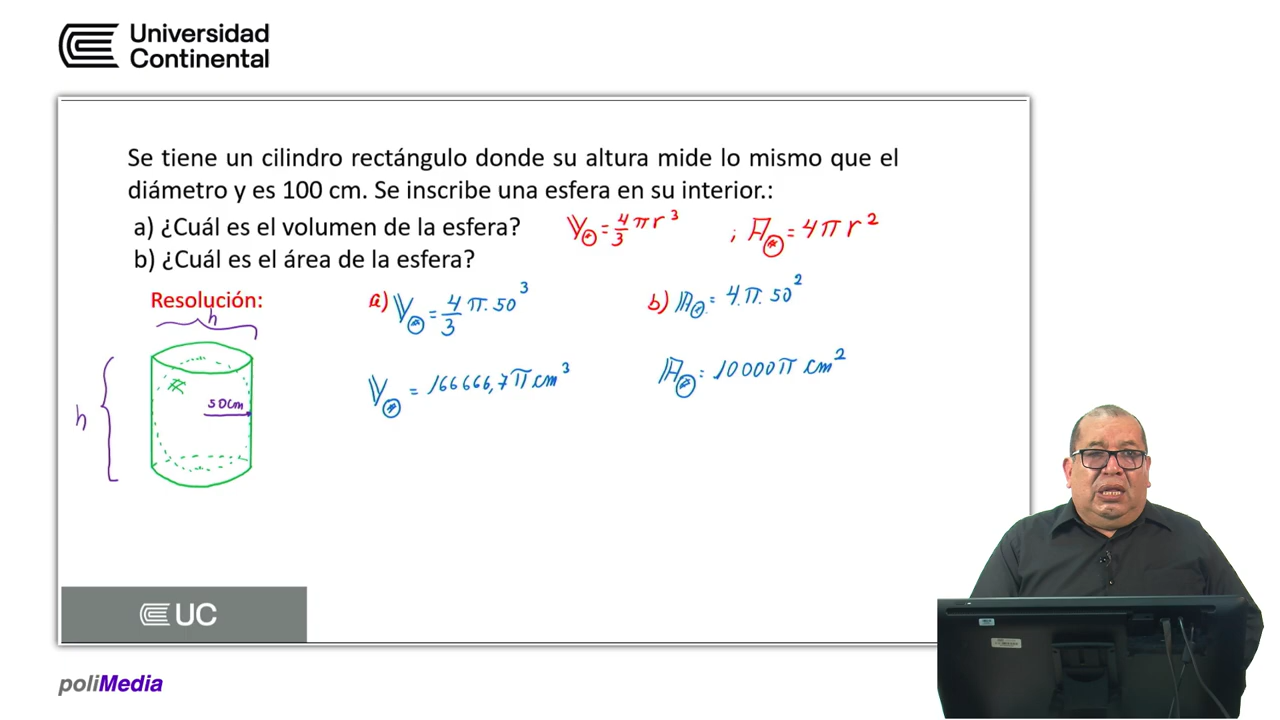 Universidad
Continental
Se tiene un cilindro rectángulo donde su altura mide lo mismo que el
diámetro y es 100 cm. Se inscribe una esfera en su interior.:
a) ¿Cuál es el volumen de la esfera? V = 4/3 π r³ ; A = 4 π r²
b) ¿Cuál es el área de la esfera?
Resolución:
a) V = 4/3 π . 50³
b) A = 4 . π . 50²
h
V = 166666,7 π cm³
A = 10000 π cm²
50cm
h
UC
poliMedia